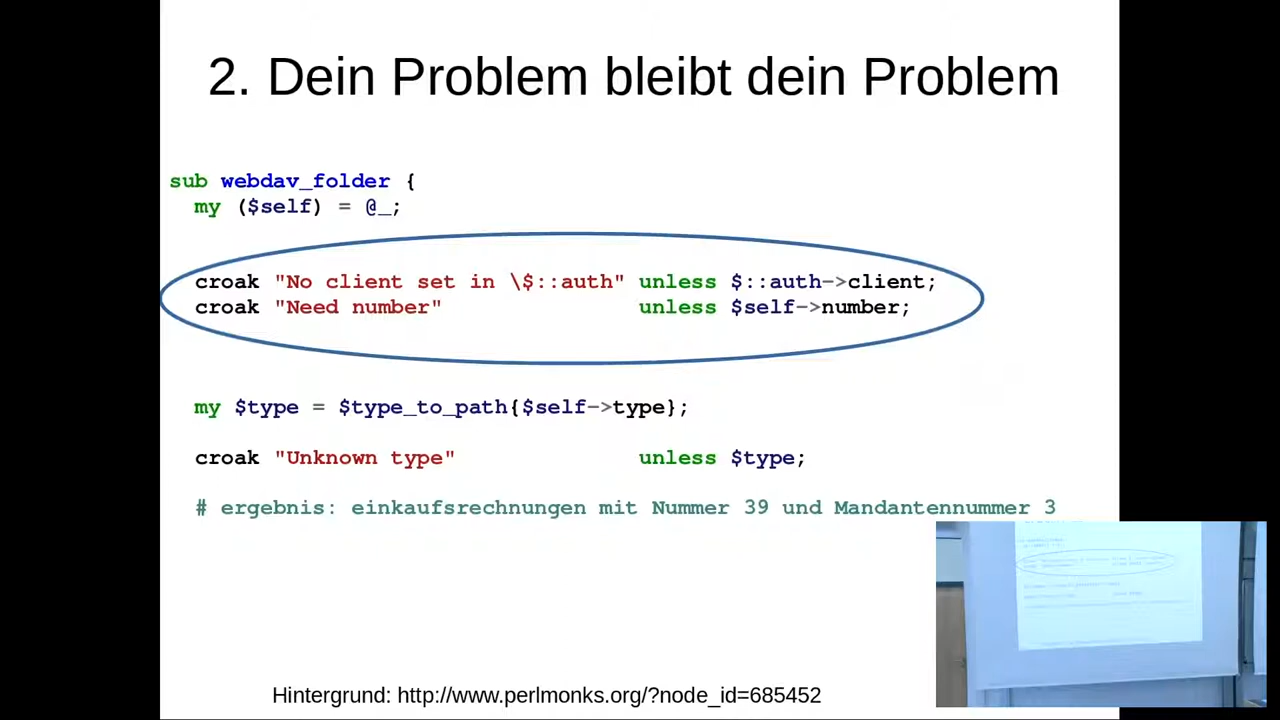 2. Dein Problem bleibt dein Problem
sub webdav_folder {
my ($self) = @_;
croak "No client set in \$::auth" unless $::auth->client;
croak "Need number" unless $self->number;
my $type = $type_to_path{$self->type};
croak "Unknown type" unless $type;
# ergebnis: einkaufsrechnungen mit Nummer 39 und Mandantennummer 3
Hintergrund: http://www.perlmonks.org/?node_id=685452